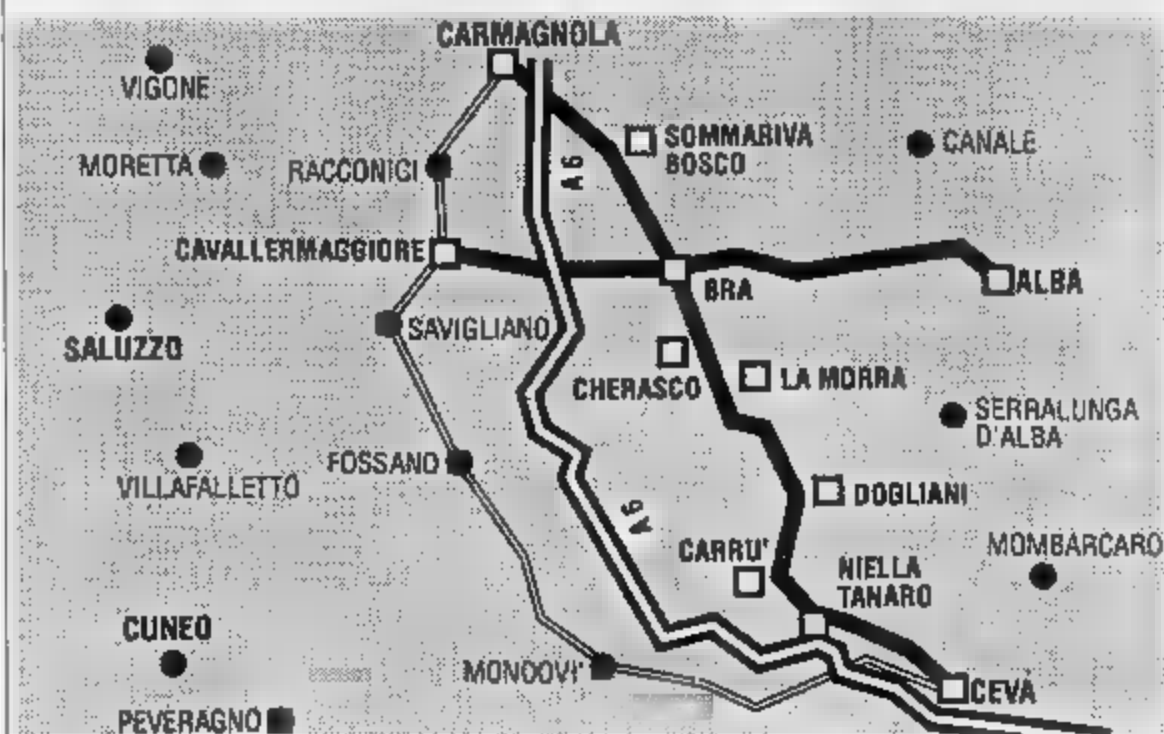 CARMAGNOLA
VIGONE
SOMMARIVA
BOSCO
CANALE
MORETTA
RACCONIGI
A 6
CAVALLERMAGGIORE
BRA
ALBA
SAVIGLIANO
SALUZZO
CHERASCO
LA MORRA
SERRALUNGA
D'ALBA
FOSSANO
VILLAFALLETTO
DOGLIANI
A6
CARRU'
MOMBARCARO
NIELLA
TANARO
CUNEO
MONDOVI'
CEVA
PEVERAGNO